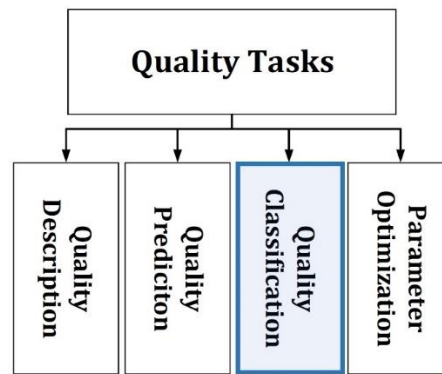 Quality Tasks
Quality
Description
Quality
Prediciton
Quality
Classification
Parameter
Optimization